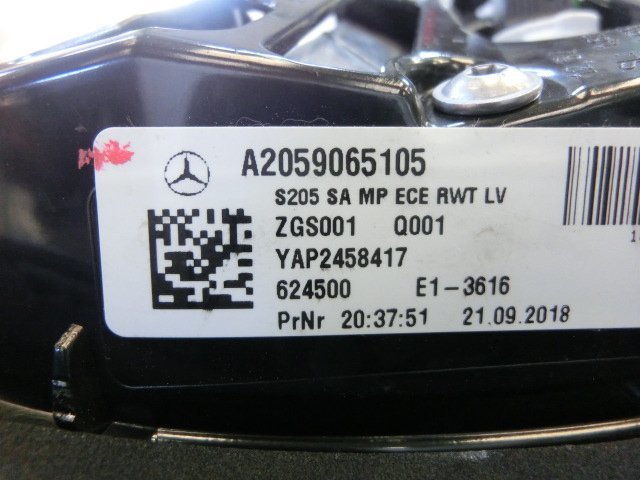 A2059065105
S205 SA MP ECE RWT LV
ZGS001 Q001
YAP2458417
624500 E1-3616
PrNr 20:37:51 21.09.2018